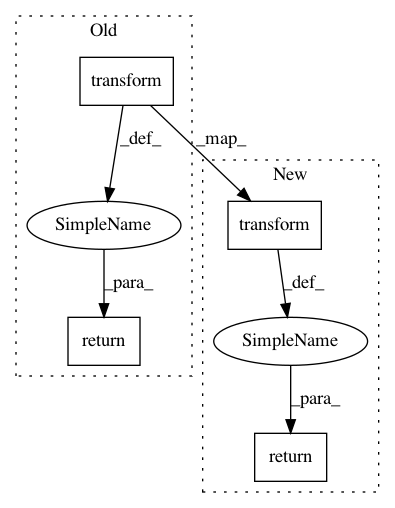 Old
transform
_def_
_map_
New
SimpleName
transform
_para_
_def_
return
SimpleName
_para_
return